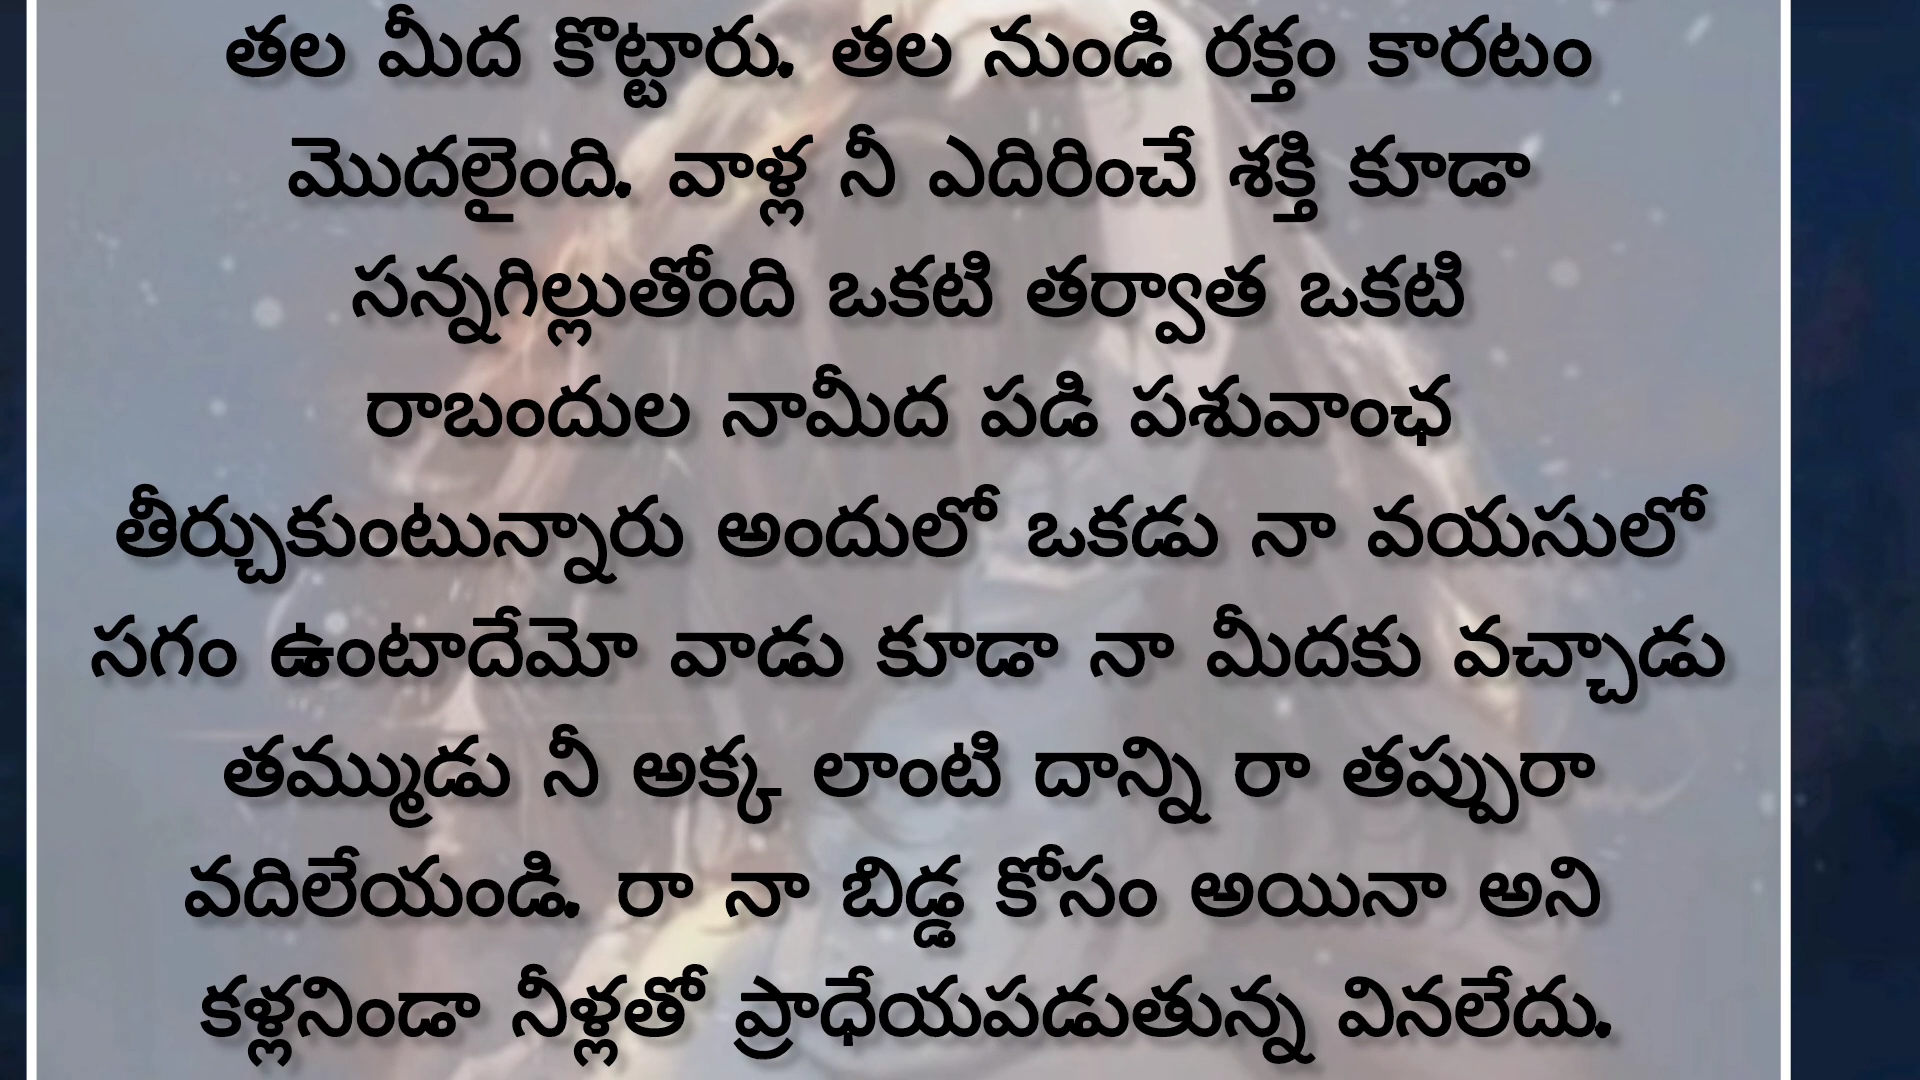 తల మీద కొట్టారు. తల నుండి రక్తం కారటం
మొదలైంది. వాళ్ల నీ ఎదిరించే శక్తి కూడా
సన్నగిల్లుతోంది ఒకటి తర్వాత ఒకటి
రాబందుల నామీద పడి పశువాంఛ
తీర్చుకుంటున్నారు అందులో ఒకడు నా వయసులో
సగం ఉంటాదేమో వాడు కూడా నా మీదకు వచ్చాడు
తమ్ముడు నీ అక్క లాంటి దాన్ని రా తప్పురా
వదిలేయండి. రా నా బిడ్డ కోసం అయినా అని
కళ్లనిండా నీళ్లతో ప్రాధేయపడుతున్న వినలేదు.